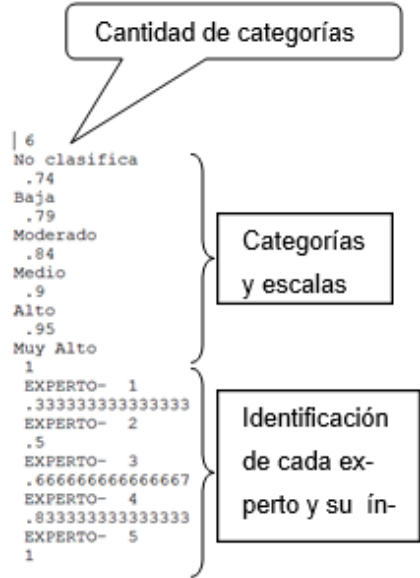 Cantidad de categorías
6
No clasifica
.74
Baja
.79
Moderado
.84
Medio
.9
Alto
.95
Muy Alto
1
EXPERTO- 1
.333333333333333
EXPERTO- 2
.5
EXPERTO- 3
.666666666666667
EXPERTO- 4
.833333333333333
EXPERTO- 5
1
Categorías
y escalas
Identificación
de cada ex-
perto y su ín-